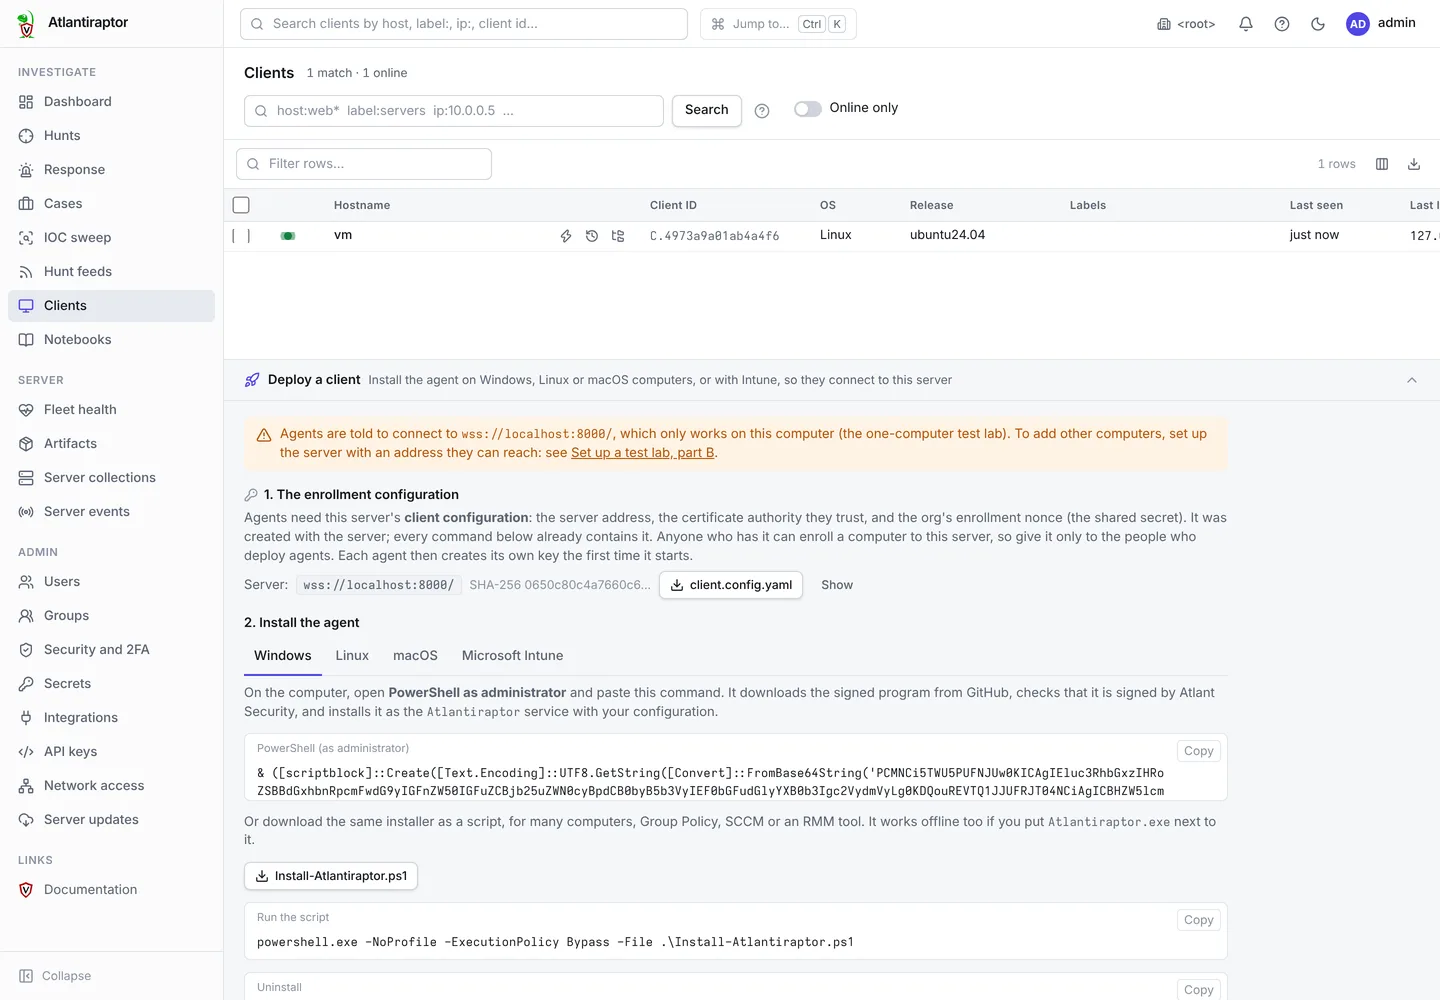 Atlantiraptor
Search clients by host, label:, ip:, client id...
Jump to... Ctrl K
<root>
AD admin
INVESTIGATE
Dashboard
Hunts
Response
Cases
IOC sweep
Hunt feeds
Clients
Notebooks
SERVER
Fleet health
Artifacts
Server collections
Server events
ADMIN
Users
Groups
Security and 2FA
Secrets
Integrations
API keys
Network access
Server updates
LINKS
Documentation
Collapse
Clients 1 match · 1 online
host:web* label:servers ip:10.0.0.5 ...
Search
Online only
Filter rows...
1 rows
Hostname Client ID OS Release Labels Last seen Last I
vm C.4973a9a01ab4a4f6 Linux ubuntu24.04 just now 127.
Deploy a client Install the agent on Windows, Linux or macOS computers, or with Intune, so they connect to this server
Agents are told to connect to wss://localhost:8000/, which only works on this computer (the one-computer test lab). To add other computers, set up
the server with an address they can reach: see Set up a test lab, part B.
1. The enrollment configuration
Agents need this server's client configuration: the server address, the certificate authority they trust, and the org's enrollment nonce (the shared secret). It was
created with the server; every command below already contains it. Anyone who has it can enroll a computer to this server, so give it only to the people who
deploy agents. Each agent then creates its own key the first time it starts.
Server: wss://localhost:8000/ SHA-256 0650c80c4a7660c6... client.config.yaml Show
2. Install the agent
Windows Linux macOS Microsoft Intune
On the computer, open PowerShell as administrator and paste this command. It downloads the signed program from GitHub, checks that it is signed by Atlant
Security, and installs it as the Atlantiraptor service with your configuration.
PowerShell (as administrator)
Copy
& ([scriptblock]::Create([Text.Encoding]::UTF8.GetString([Convert]::FromBase64String('PCMNCi5TWU5PUFNJUw0KICAgIEluc3RhbGxzIHRo
ZSBBdGxhbnRpcmFwdG9yIGFnZW50IGFuZCBjb25uZWN0cyBpdCB0byB5b3VyIEF0bGFudGlyYXB0b3Igc2VydmVyLg0KDQouREVTQ1JJUFRJT04NCiAgICBHZW5lcm
Or download the same installer as a script, for many computers, Group Policy, SCCM or an RMM tool. It works offline too if you put Atlantiraptor.exe next to
it.
Install-Atlantiraptor.ps1
Run the script
Copy
powershell.exe -NoProfile -ExecutionPolicy Bypass -File .\Install-Atlantiraptor.ps1
Uninstall
Copy